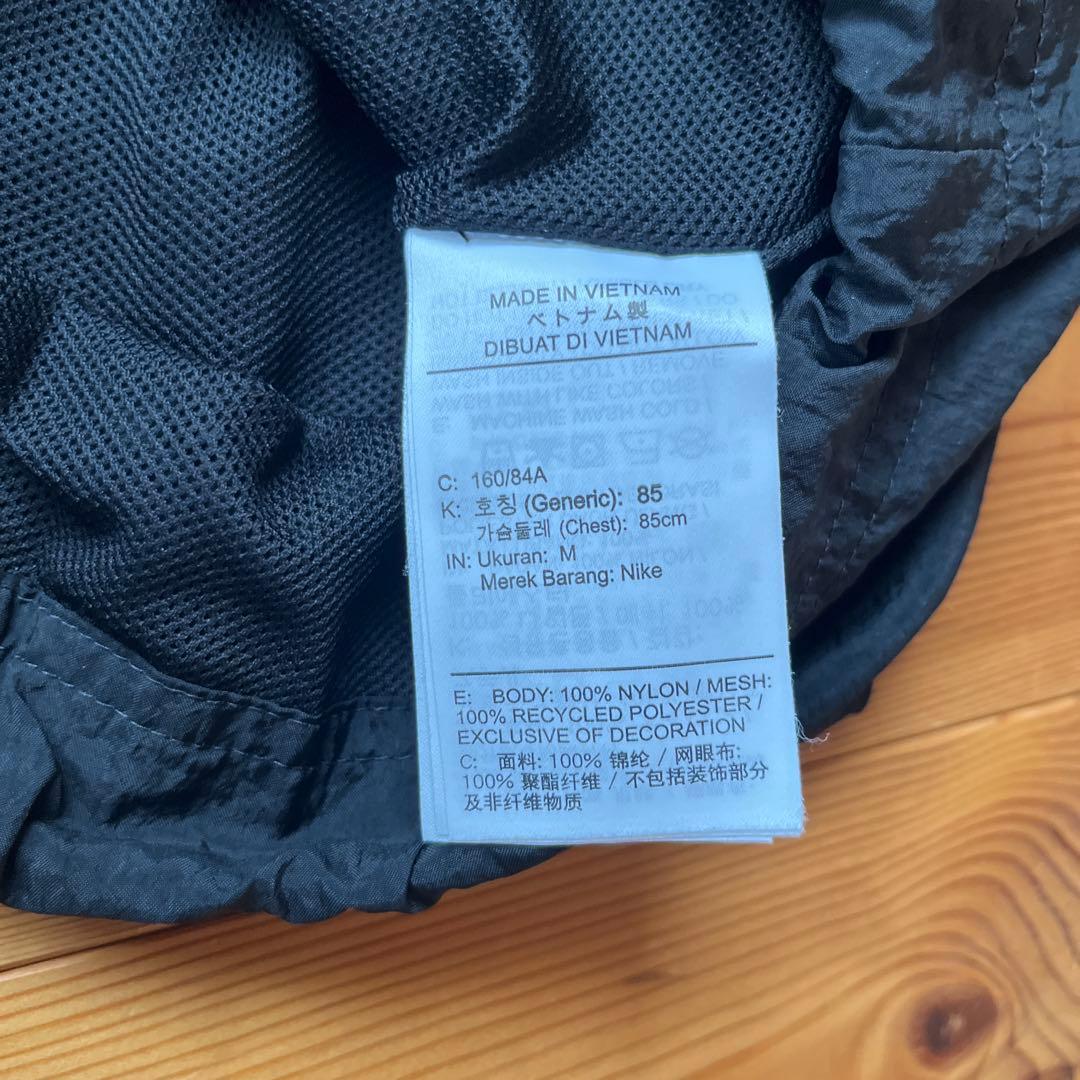 MADE IN VIETNAM
ベトナム製
DIBUAT DI VIETNAM
C: 160/84A
K: 호칭 (Generic): 85
가슴둘레 (Chest): 85cm
IN: Ukuran: M
Merek Barang: Nike
E: BODY: 100% NYLON / MESH:
100% RECYCLED POLYESTER /
EXCLUSIVE OF DECORATION
C: 面料: 100% 锦纶 / 网眼布:
100% 聚酯纤维 / 不包括装饰部分
及非纤维物质